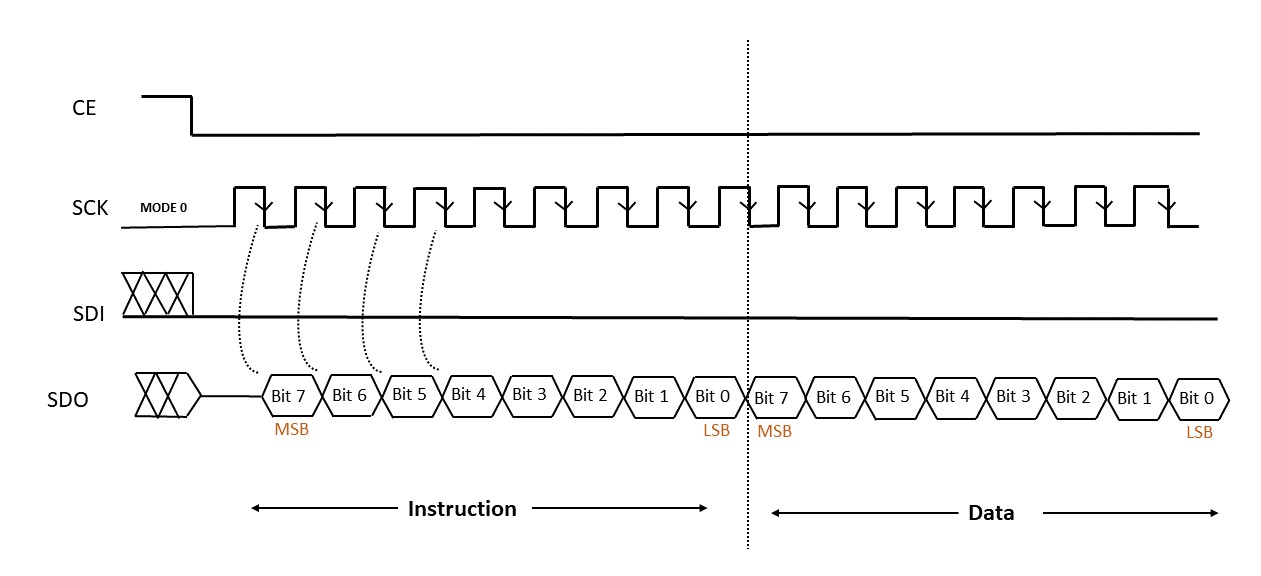 CE
SCK
MODE 0
SDI
SDO
Bit 7 Bit 6 Bit 5 Bit 4 Bit 3 Bit 2 Bit 1 Bit 0 Bit 7 Bit 6 Bit 5 Bit 4 Bit 3 Bit 2 Bit 1 Bit 0
MSB LSB MSB LSB
Instruction Data